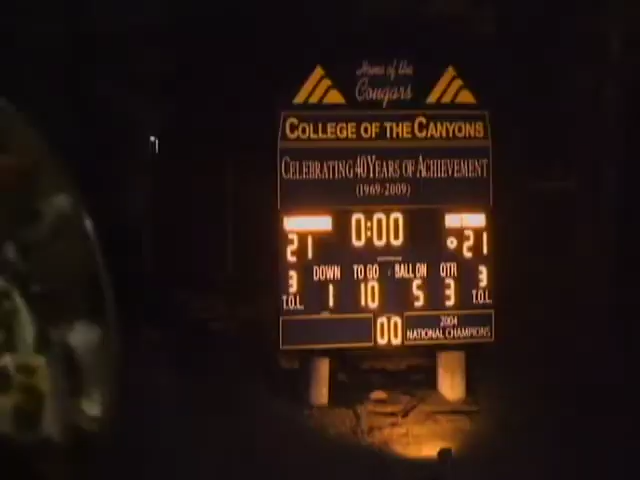 Home of the
Cougars
COLLEGE OF THE CANYONS
CELEBRATING 40 YEARS OF ACHIEVEMENT
(1969-2009)
21 0:00 21
3 DOWN TO GO BALL ON QTR 3
T.O.L. 1 10 5 3 T.O.L.
00
2004
NATIONAL CHAMPIONS